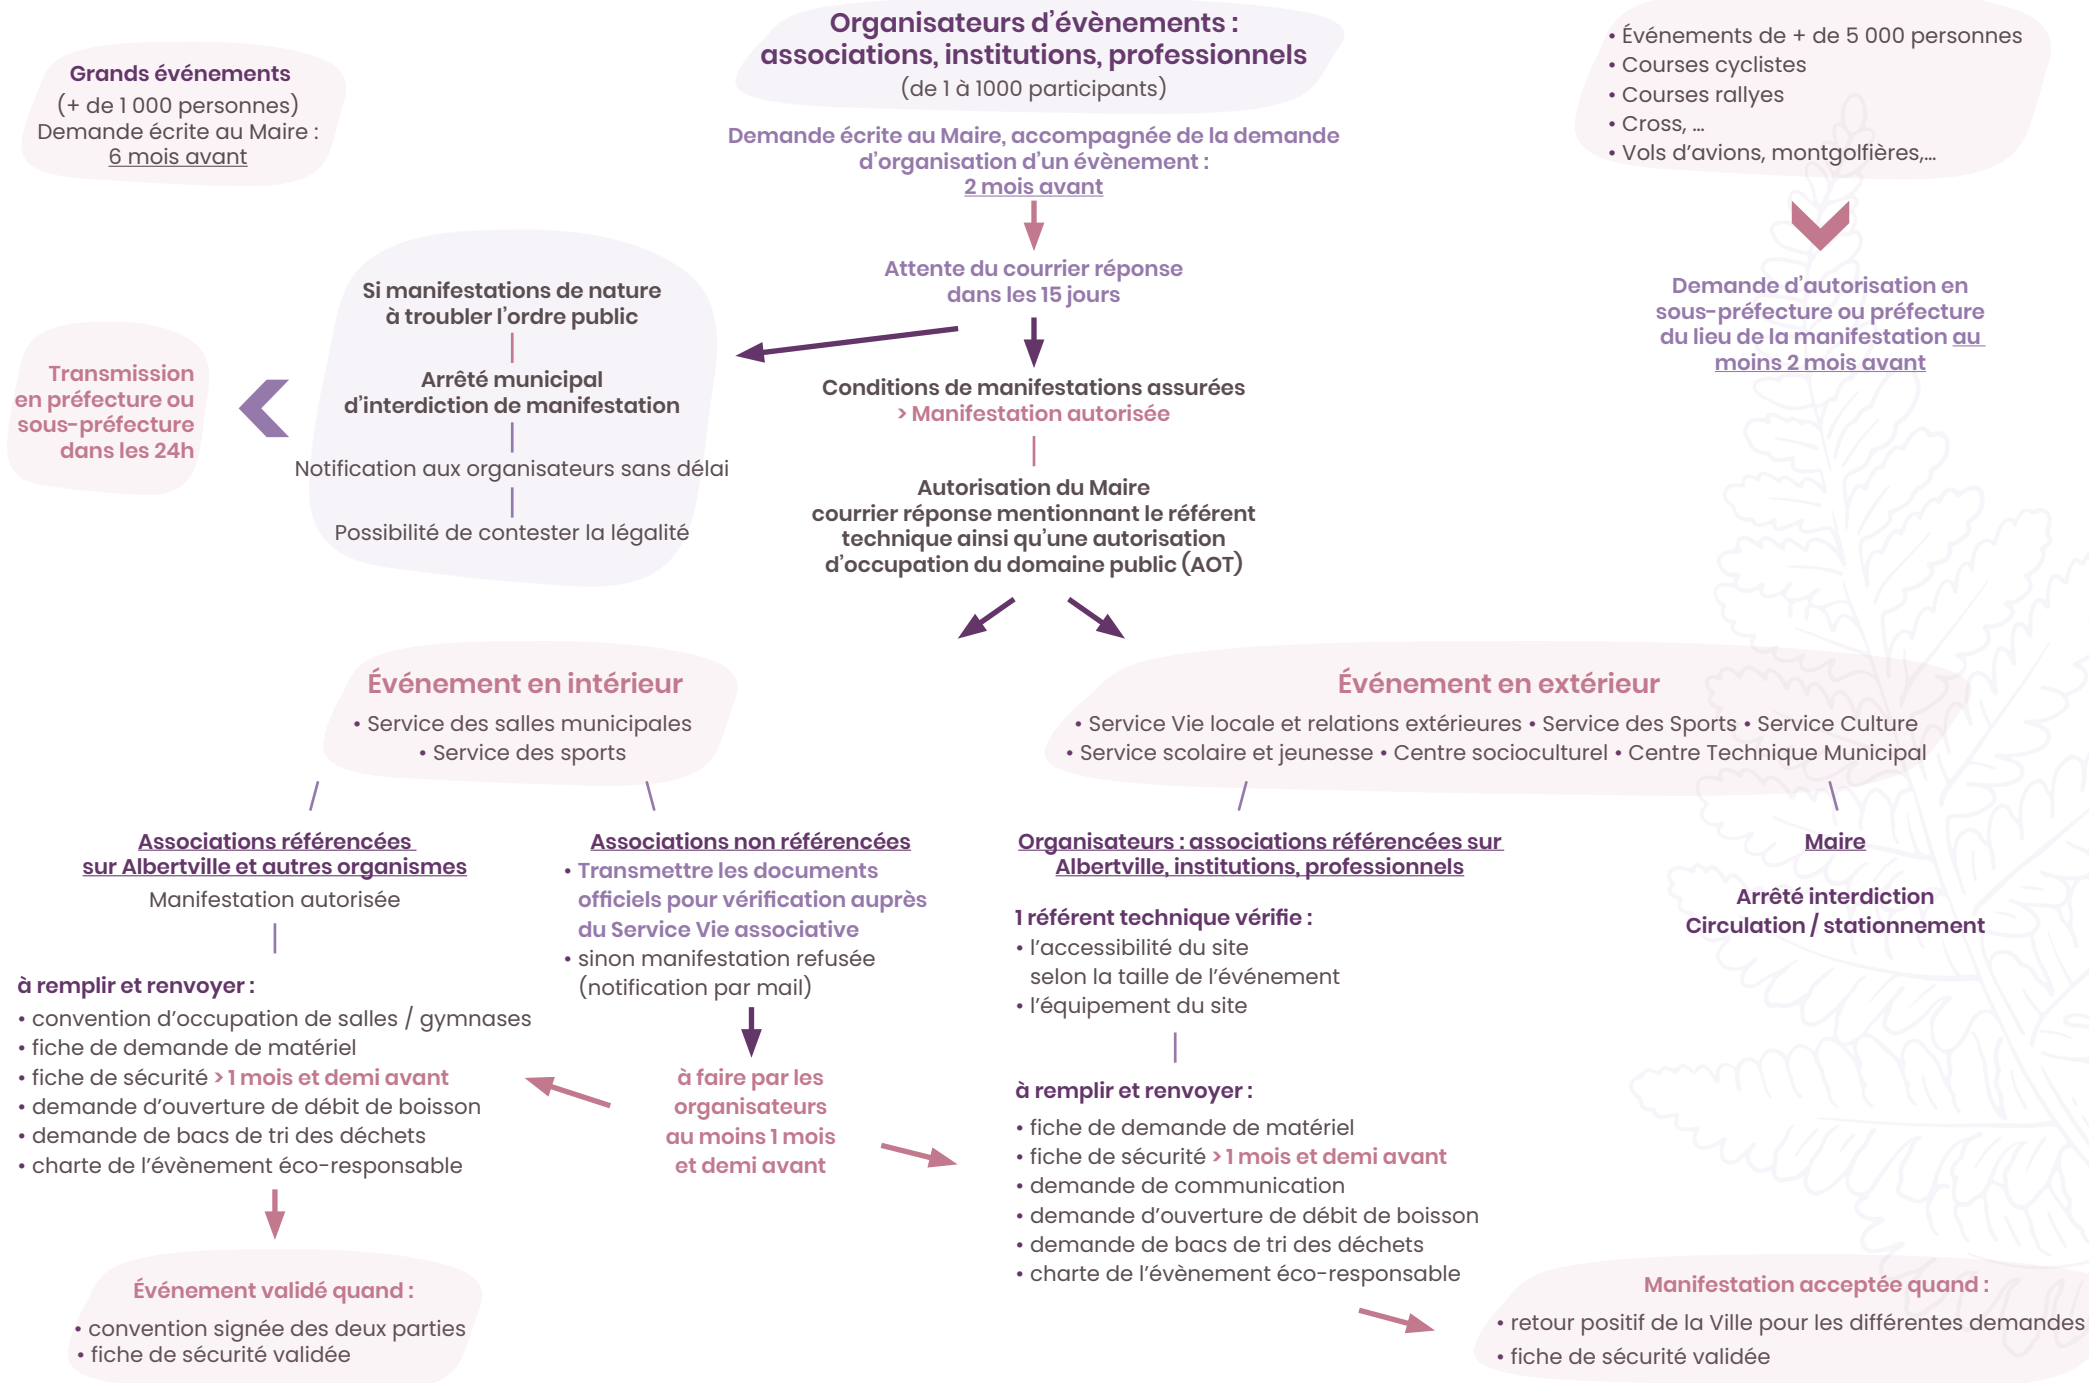 Organisateurs d'évènements :
associations, institutions, professionnels
(de 1 à 1000 participants)
Grands événements
(+ de 1 000 personnes)
Demande écrite au Maire :
6 mois avant
• Événements de + de 5 000 personnes
• Courses cyclistes
• Courses rallyes
• Cross, ...
• Vols d'avions, montgolfières,...
Demande écrite au Maire, accompagnée de la demande
d'organisation d'un évènement :
2 mois avant
Attente du courrier réponse
dans les 15 jours
Demande d'autorisation en
sous-préfecture ou préfecture
du lieu de la manifestation au
moins 2 mois avant
Si manifestations de nature
à troubler l'ordre public
Arrêté municipal
d'interdiction de manifestation
Notification aux organisateurs sans délai
Possibilité de contester la légalité
Transmission
en préfecture ou
sous-préfecture
dans les 24h
Conditions de manifestations assurées
> Manifestation autorisée
Autorisation du Maire
courrier réponse mentionnant le référent
technique ainsi qu'une autorisation
d'occupation du domaine public (AOT)
Événement en intérieur
• Service des salles municipales
• Service des sports
Événement en extérieur
• Service Vie locale et relations extérieures • Service des Sports • Service Culture
• Service scolaire et jeunesse • Centre socioculturel • Centre Technique Municipal
Associations référencées
sur Albertville et autres organismes
Manifestation autorisée
à remplir et renvoyer :
• convention d'occupation de salles / gymnases
• fiche de demande de matériel
• fiche de sécurité > 1 mois et demi avant
• demande d'ouverture de débit de boisson
• demande de bacs de tri des déchets
• charte de l'évènement éco-responsable
Événement validé quand :
• convention signée des deux parties
• fiche de sécurité validée
Associations non référencées
• Transmettre les documents
officiels pour vérification auprès
du Service Vie associative
• sinon manifestation refusée
(notification par mail)
à faire par les
organisateurs
au moins 1 mois
et demi avant
Organisateurs : associations référencées sur
Albertville, institutions, professionnels
1 référent technique vérifie :
• l'accessibilité du site
selon la taille de l'événement
• l'équipement du site
à remplir et renvoyer :
• fiche de demande de matériel
• fiche de sécurité > 1 mois et demi avant
• demande de communication
• demande d'ouverture de débit de boisson
• demande de bacs de tri des déchets
• charte de l'évènement éco-responsable
Maire
Arrêté interdiction
Circulation / stationnement
Manifestation acceptée quand :
• retour positif de la Ville pour les différentes demandes
• fiche de sécurité validée